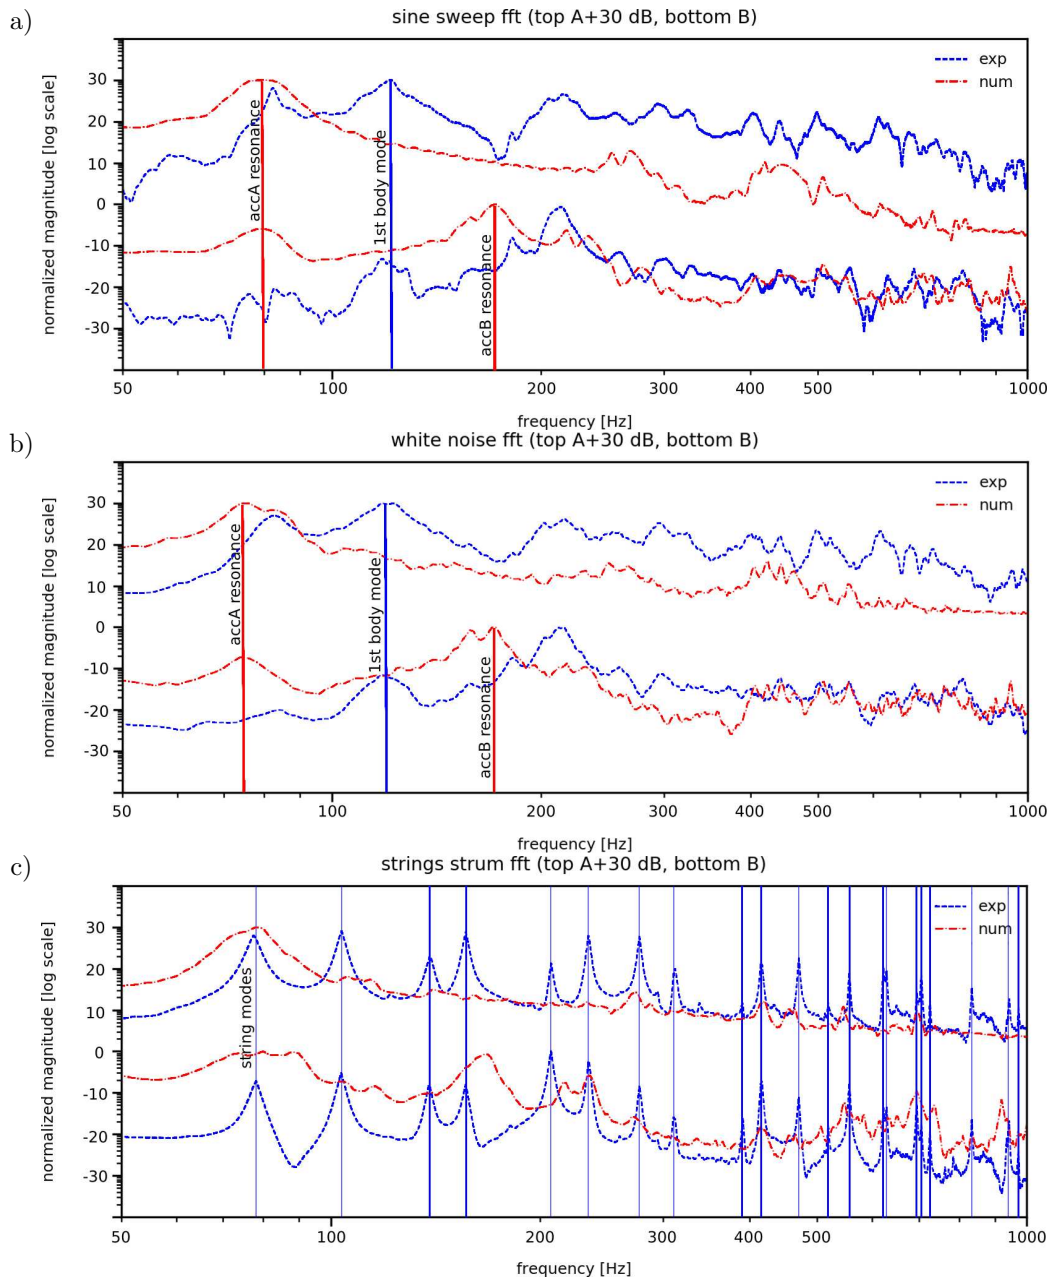 a)
sine sweep fft (top A+30 dB, bottom B)
normalized magnitude [log scale]
30
20
10
0
-10
-20
-30
exp
num
accA resonance
1st body mode
accB resonance
50
100
200
300
400
500
1000
frequency [Hz]
b)
white noise fft (top A+30 dB, bottom B)
normalized magnitude [log scale]
30
20
10
0
-10
-20
-30
exp
num
accA resonance
1st body mode
accB resonance
50
100
200
300
400
500
1000
frequency [Hz]
c)
strings strum fft (top A+30 dB, bottom B)
normalized magnitude [log scale]
30
20
10
0
-10
-20
-30
exp
num
string modes
50
100
200
300
400
500
1000
frequency [Hz]